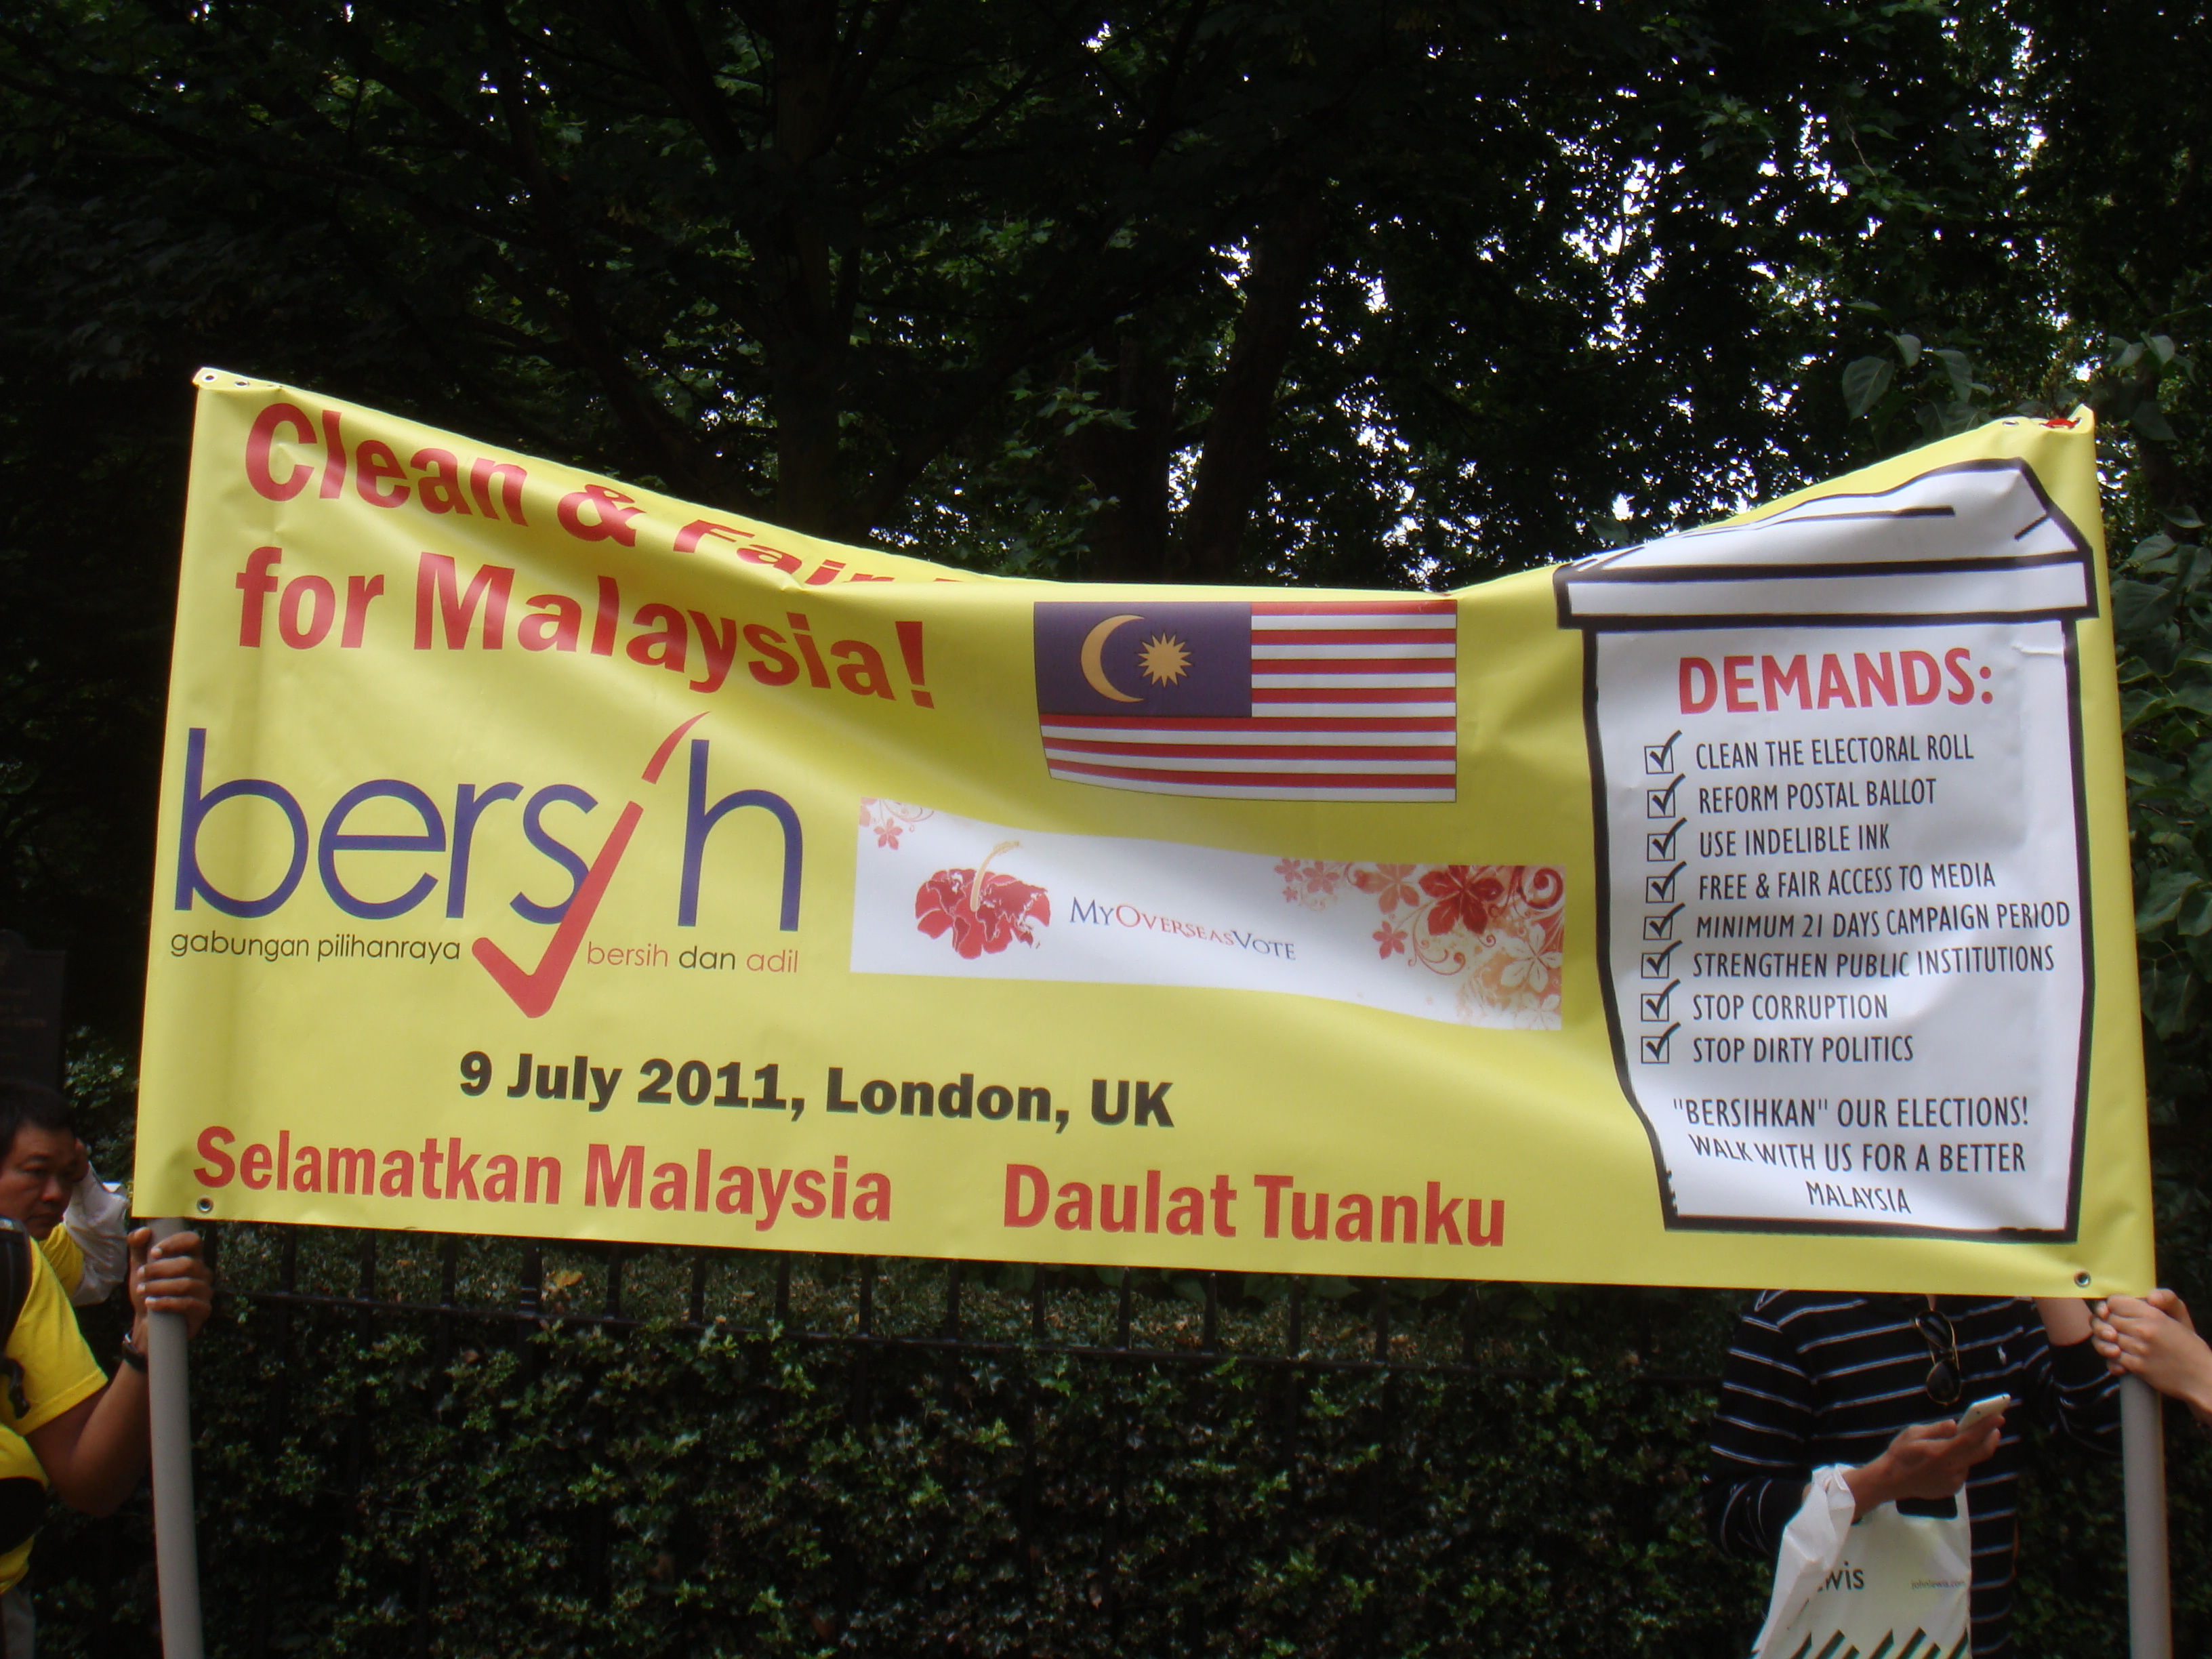 Clean & Fair
for Malaysia!
bersih
gabungan pilihanraya bersih dan adil
MYOVERSEASVOTE
9 July 2011, London, UK
Selamatkan Malaysia Daulat Tuanku
DEMANDS:
CLEAN THE ELECTORAL ROLL
REFORM POSTAL BALLOT
USE INDELIBLE INK
FREE & FAIR ACCESS TO MEDIA
MINIMUM 21 DAYS CAMPAIGN PERIOD
STRENGTHEN PUBLIC INSTITUTIONS
STOP CORRUPTION
STOP DIRTY POLITICS
"BERSIHKAN" OUR ELECTIONS!
WALK WITH US FOR A BETTER
MALAYSIA
johnlewis.com